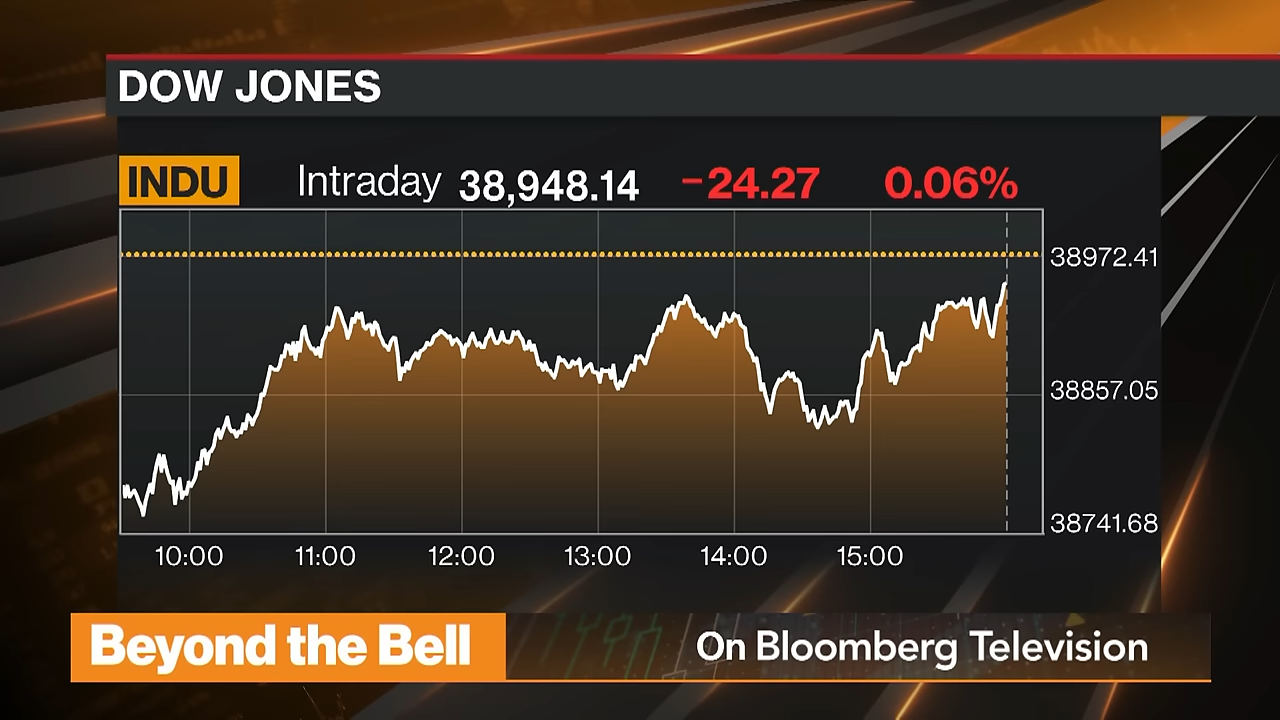 DOW JONES
INDU Intraday 38,948.14 -24.27 0.06%
38972.41
38857.05
38741.68
10:00 11:00 12:00 13:00 14:00 15:00
Beyond the Bell On Bloomberg Television